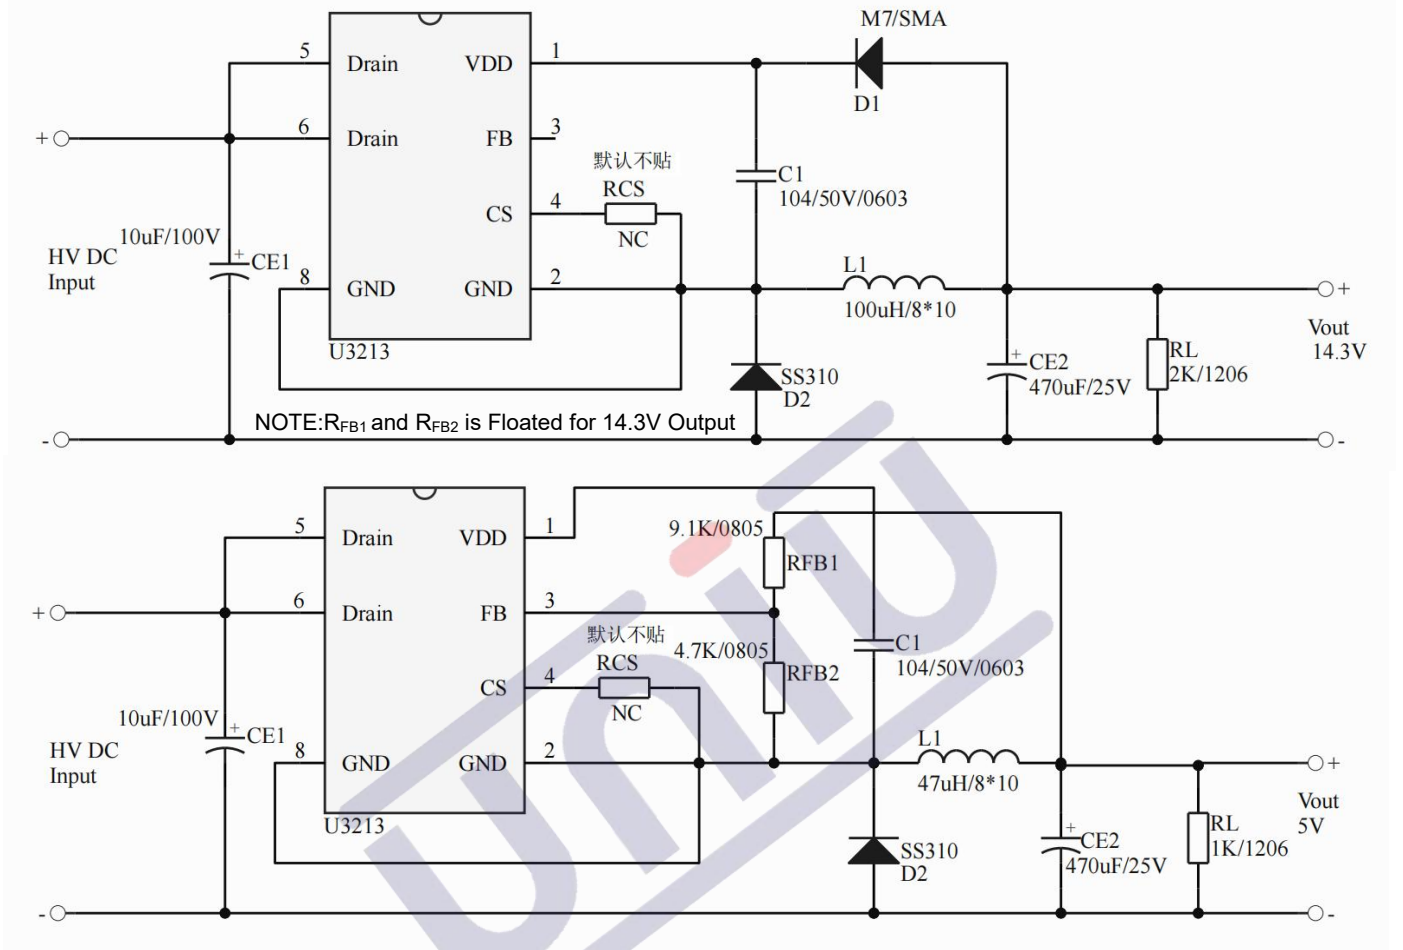 M7/SMA
D1
5
Drain
VDD
1
6
Drain
FB
3
默认不贴
RCS
CS
4
NC
C1
104/50V/0603
+
10uF/100V
+
CE1
HV DC
Input
8
GND
GND
2
L1
100uH/8*10
+
Vout
14.3V
U3213
SS310
D2
+
CE2
470uF/25V
RL
2K/1206
NOTE:RFB1 and RFB2 is Floated for 14.3V Output
-
-
5
Drain
VDD
1
9.1K/0805
RFB1
+
6
Drain
FB
3
默认不贴
RCS
4.7K/0805
RFB2
C1
104/50V/0603
CS
4
NC
10uF/100V
+
CE1
HV DC
Input
8
GND
GND
2
L1
47uH/8*10
+
Vout
5V
U3213
SS310
D2
+
CE2
470uF/25V
RL
1K/1206
-
-
uniu